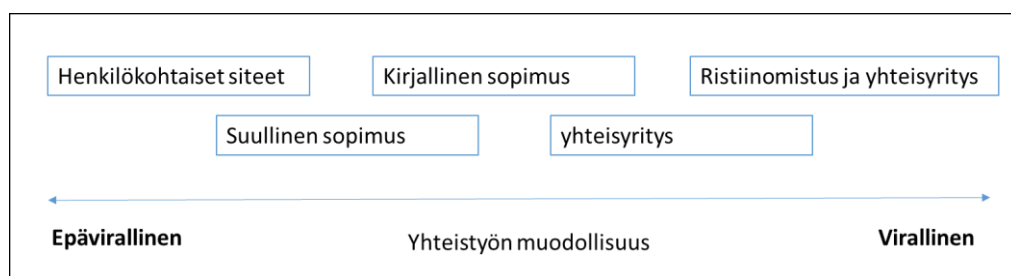 Henkilökohtaiset siteet
Kirjallinen sopimus
Ristiinomistus ja yhteisyritys
Suullinen sopimus
yhteisyritys
Epävirallinen
Yhteistyön muodollisuus
Virallinen